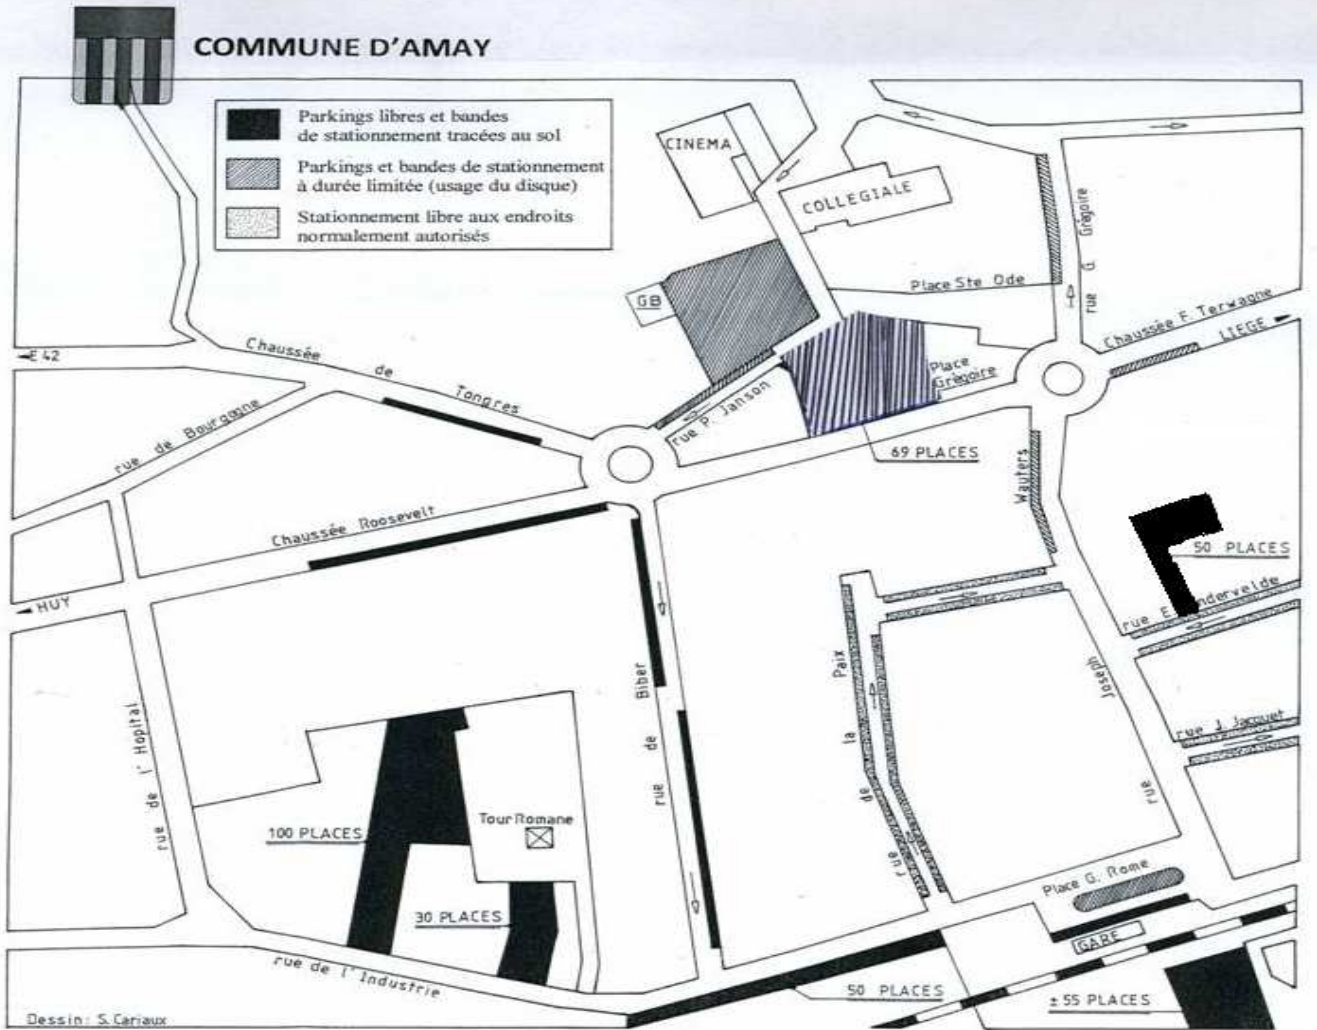 COMMUNE D'AMAY
Parkings libres et bandes
de stationnement tracées au sol
Parkings et bandes de stationnement
à durée limitée (usage du disque)
Stationnement libre aux endroits
normalement autorisés
CINEMA
COLLEGIALE
rue G. Grégoire
Place Ste Ode
GB
Chaussée F. Terwagne
LIEGE
E 42
Chaussée de Tongres
Place
Grégoire
rue P. Janson
rue de Bourgogne
69 PLACES
Chaussée Roosevelt
50 PLACES
HUY
rue E. Vandervelde
rue Joseph Wauters
rue de la Paix
rue J. Jacquet
rue de Biber
rue de l'Hopital
Tour Romane
100 PLACES
Place G. Rome
30 PLACES
GARE
rue de l'Industrie
50 PLACES
± 55 PLACES
Dessin: S. Cariaux